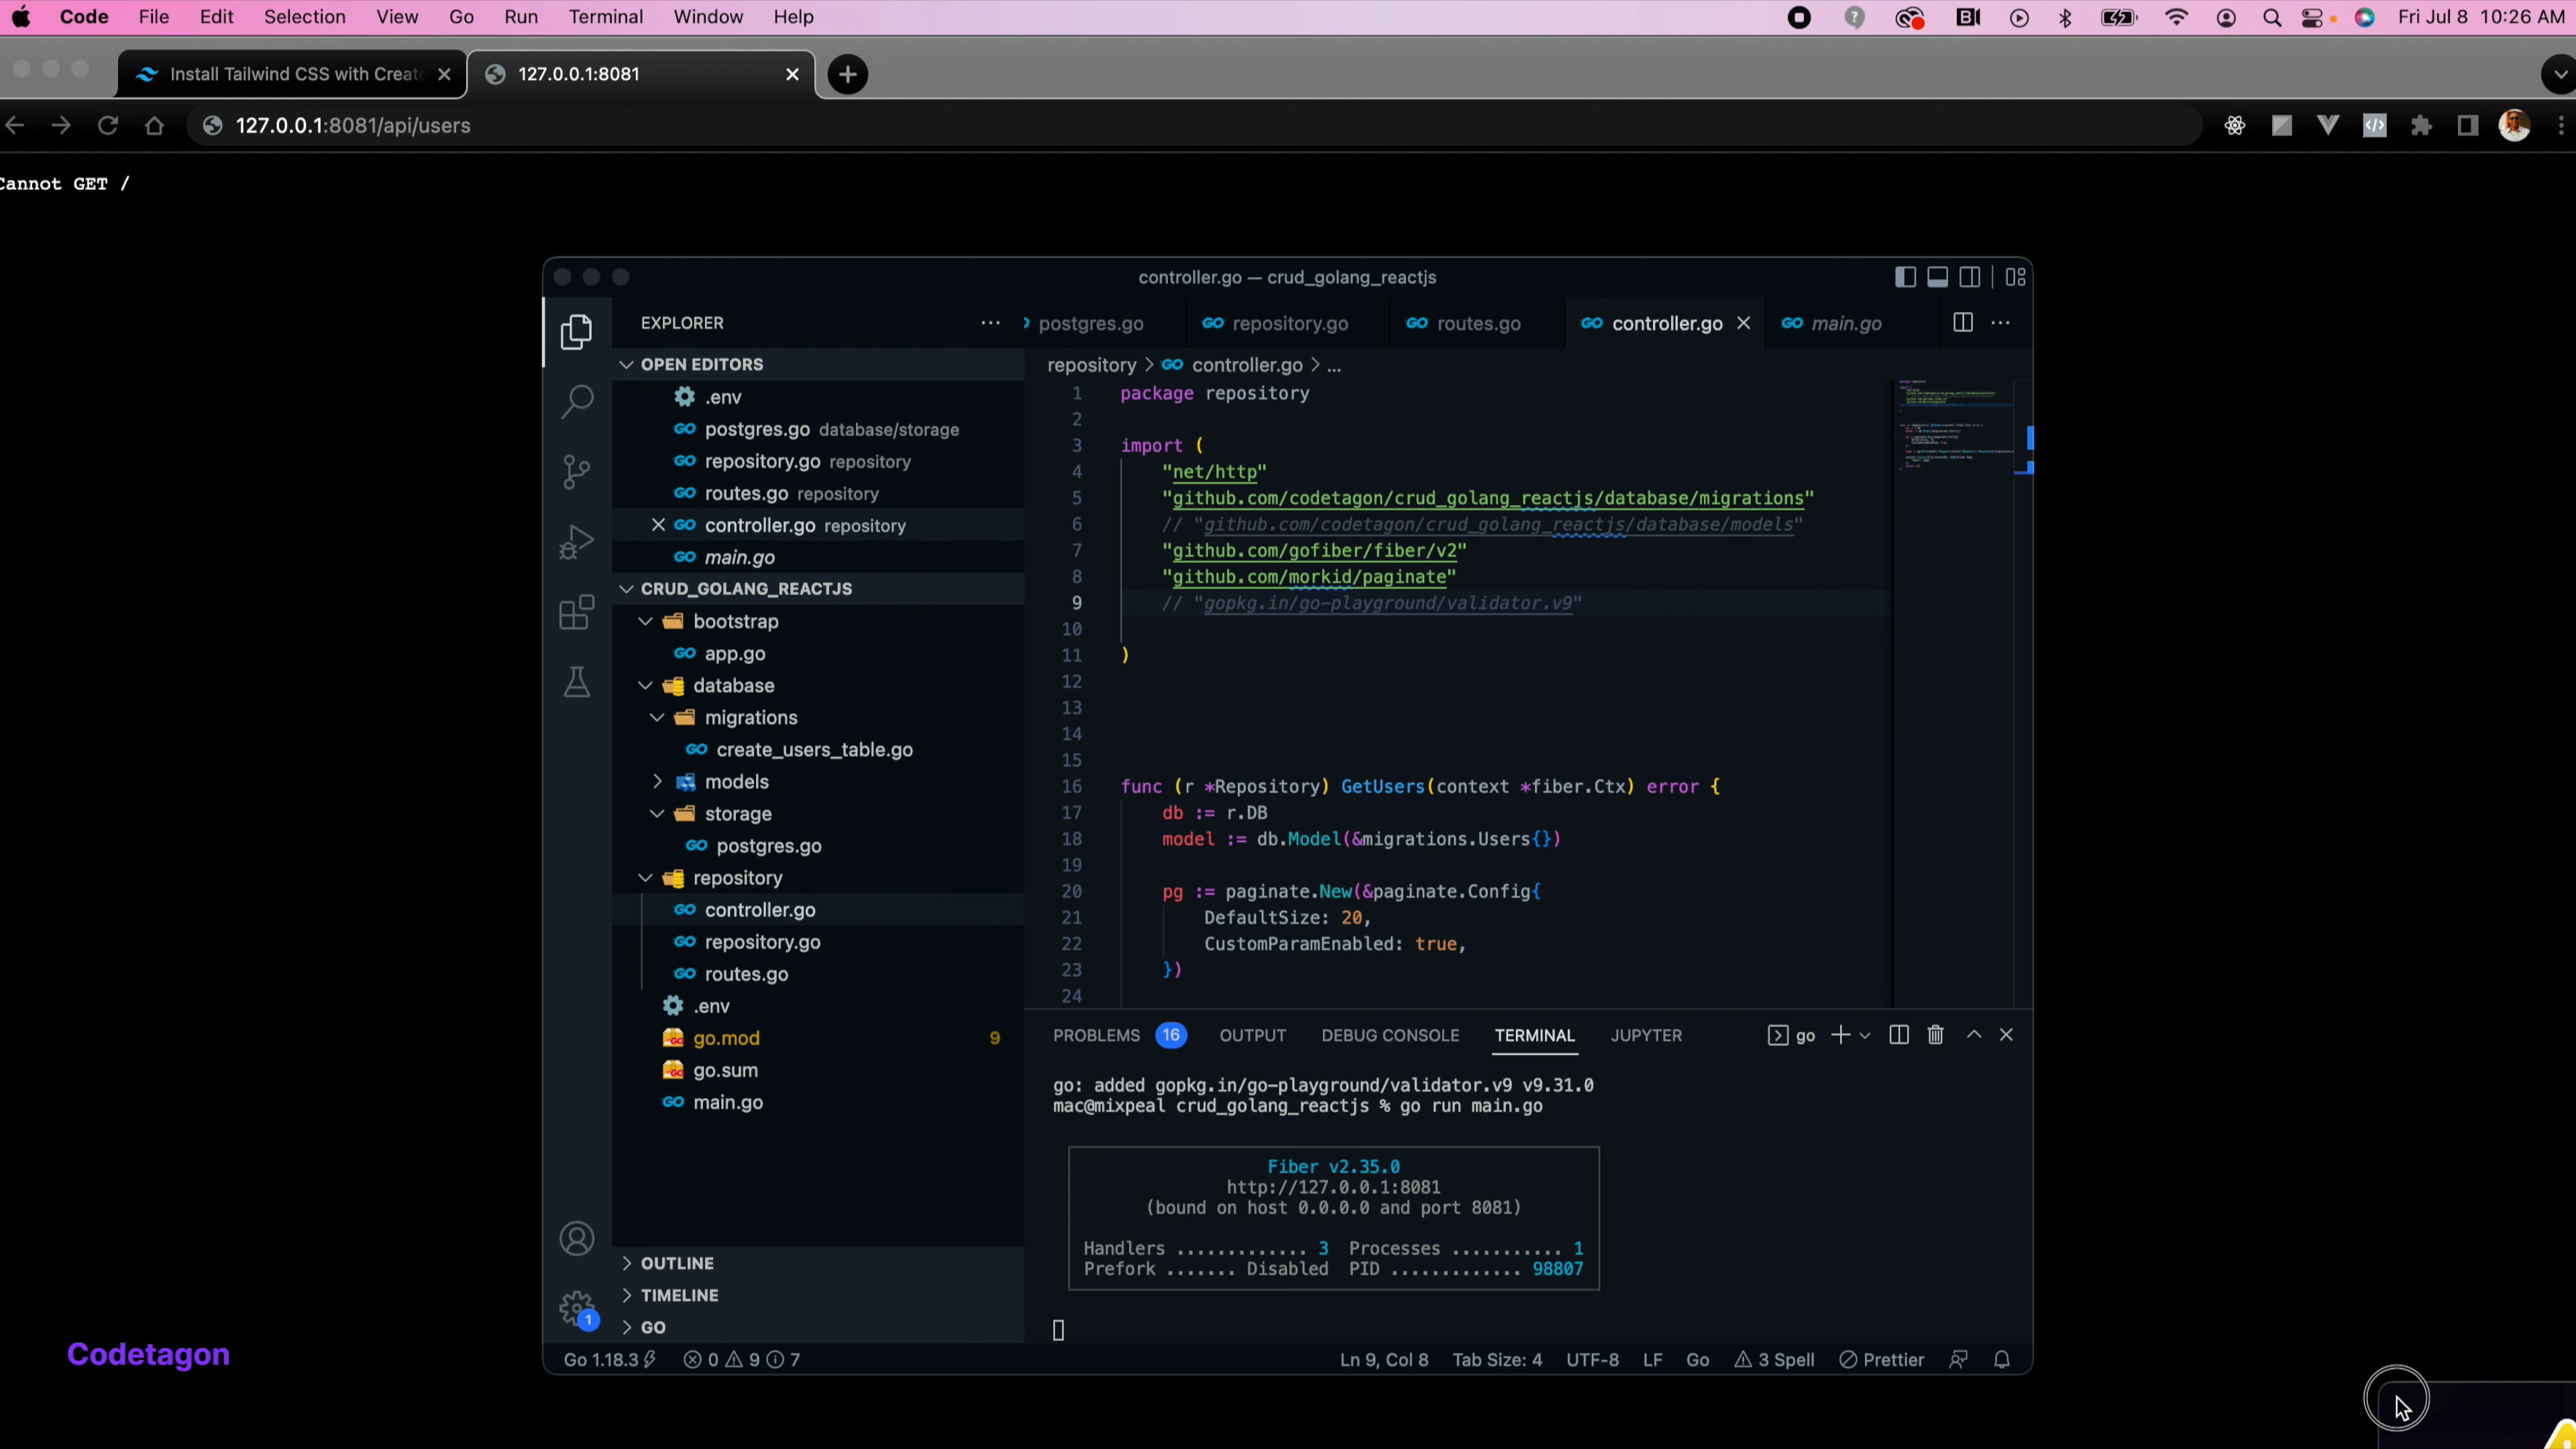 Code File Edit Selection View Go Run Terminal Window Help Fri Jul 8 10:26 AM
Install Tailwind CSS with Create
127.0.0.1:8081
127.0.0.1:8081/api/users
Cannot GET /
controller.go — crud_golang_reactjs
EXPLORER
OPEN EDITORS
.env
postgres.go database/storage
repository.go repository
routes.go repository
controller.go repository
main.go
CRUD_GOLANG_REACTJS
bootstrap
app.go
database
migrations
create_users_table.go
models
storage
postgres.go
repository
controller.go
repository.go
routes.go
.env
go.mod 9
go.sum
main.go
OUTLINE
TIMELINE
GO
postgres.go repository.go routes.go controller.go main.go
repository > controller.go > ...
1 package repository
2
3 import (
4 "net/http"
5 "github.com/codetagon/crud_golang_reactjs/database/migrations"
6 // "github.com/codetagon/crud_golang_reactjs/database/models"
7 "github.com/gofiber/fiber/v2"
8 "github.com/morkid/paginate"
9 // "gopkg.in/go-playground/validator.v9"
10
11 )
12
13
14
15
16 func (r *Repository) GetUsers(context *fiber.Ctx) error {
17 db := r.DB
18 model := db.Model(&migrations.Users{})
19
20 pg := paginate.New(&paginate.Config{
21 DefaultSize: 20,
22 CustomParamEnabled: true,
23 })
24
PROBLEMS 16 OUTPUT DEBUG CONSOLE TERMINAL JUPYTER go
go: added gopkg.in/go-playground/validator.v9 v9.31.0
mac@mixpeal crud_golang_reactjs % go run main.go
Fiber v2.35.0
http://127.0.0.1:8081
(bound on host 0.0.0.0 and port 8081)
Handlers ............. 3 Processes ........... 1
Prefork ....... Disabled PID ............. 98807
Go 1.18.3 0 9 7 Ln 9, Col 8 Tab Size: 4 UTF-8 LF Go 3 Spell Prettier
1
Codetagon